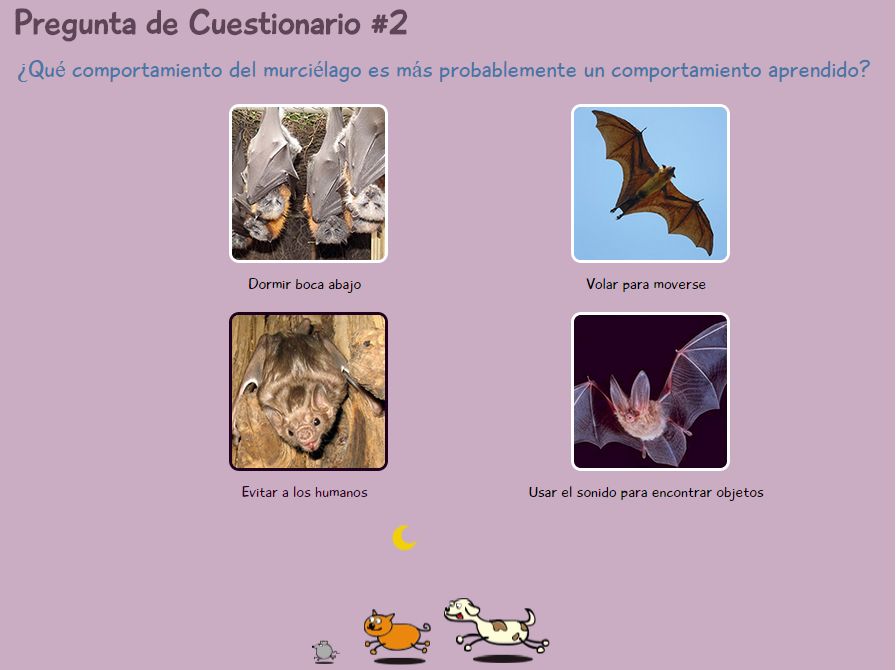 Pregunta de Cuestionario #2
¿Qué comportamiento del murciélago es más probablemente un comportamiento aprendido?
Dormir boca abajo
Volar para moverse
Evitar a los humanos
Usar el sonido para encontrar objetos